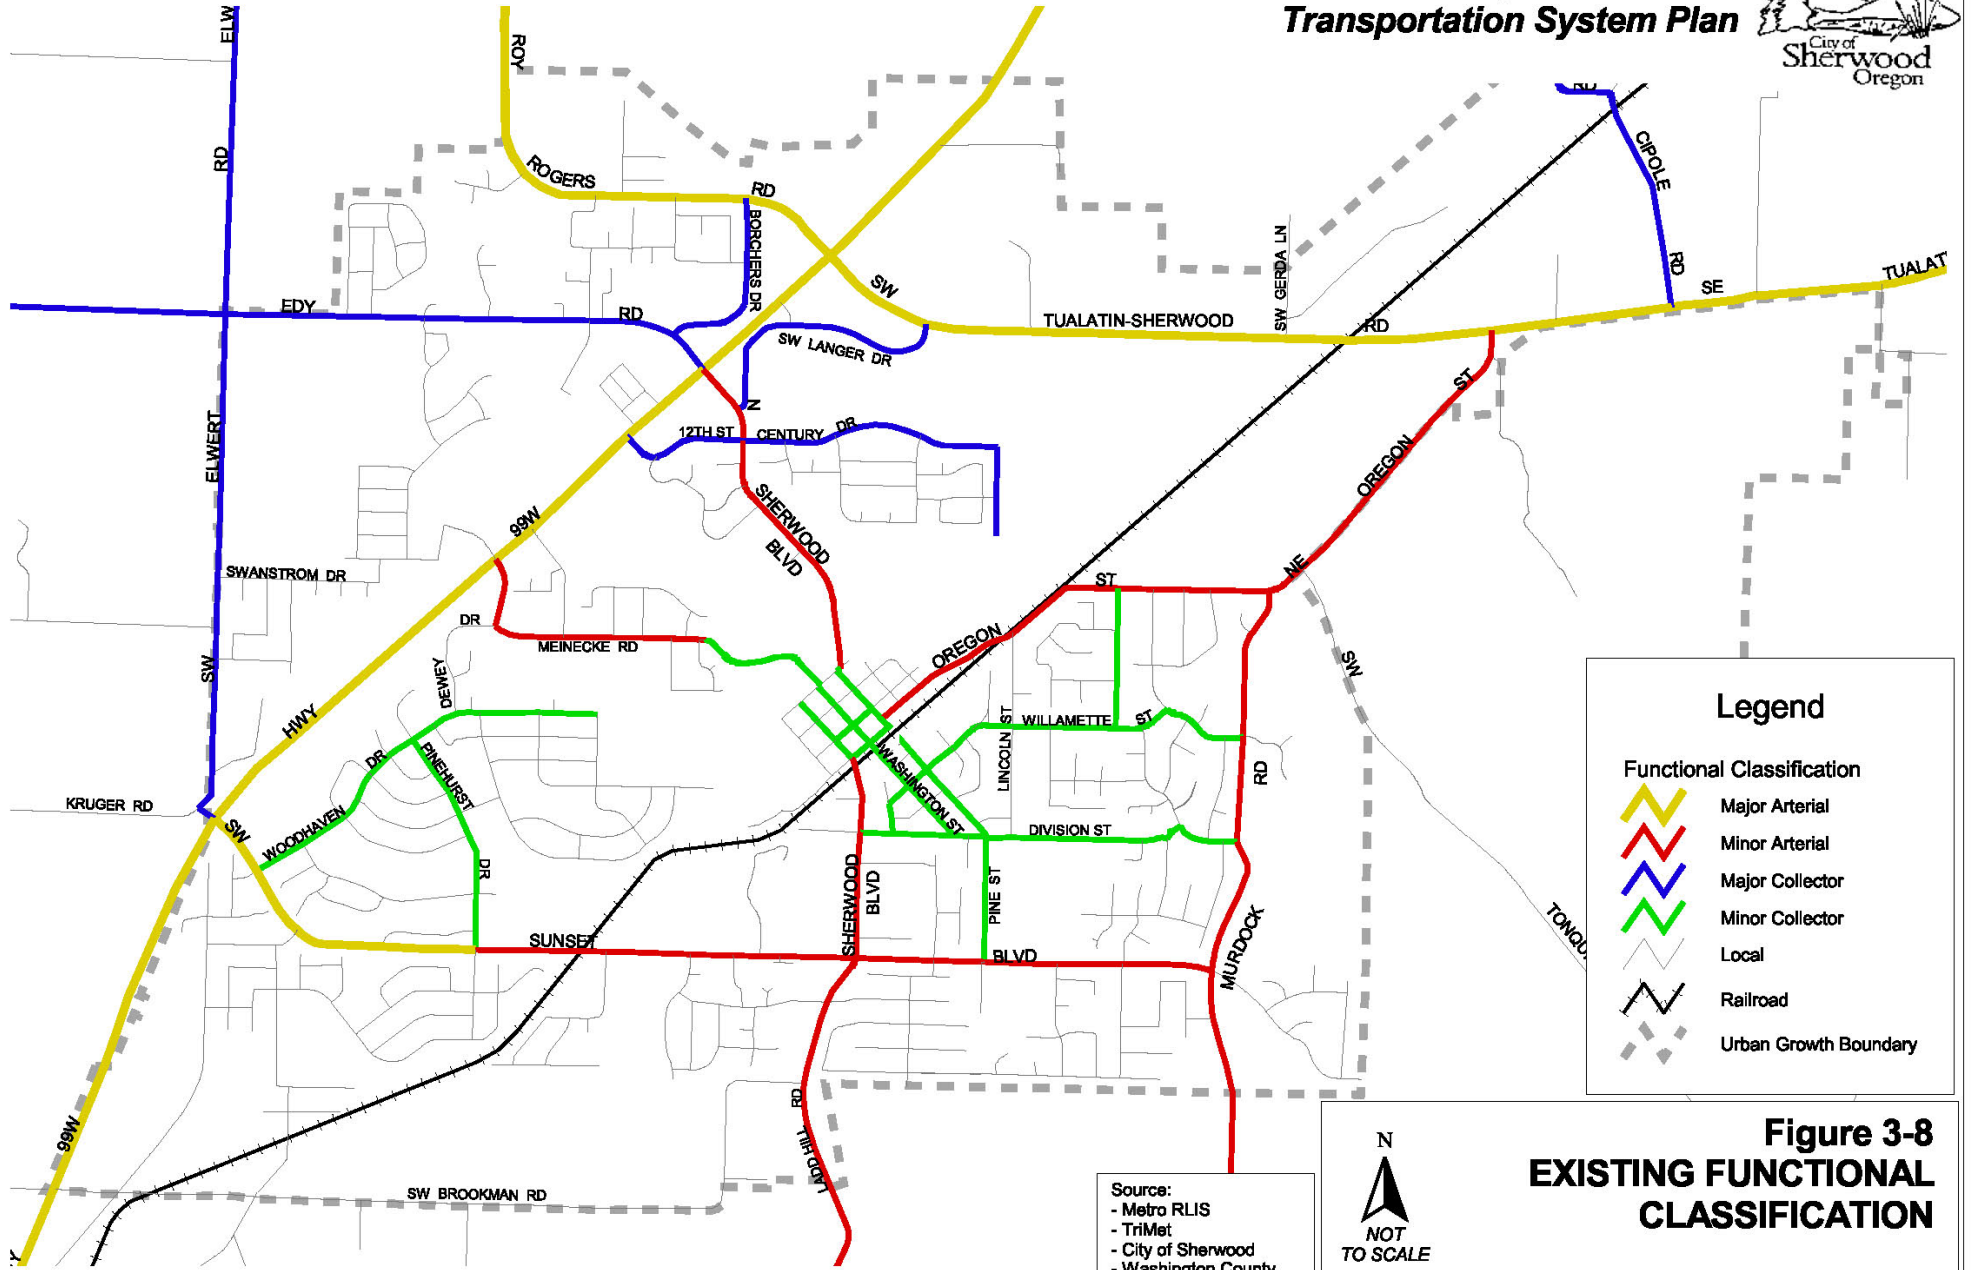 Transportation System Plan
City of
Sherwood
Oregon
ELW
ROY
RD
RD
CIPOLE
ROGERS
RD
BORCHERS DR
SW
SW GERDA LN
RD
SE
TUALAT
EDY
RD
TUALATIN-SHERWOOD
RD
SW LANGER DR
N
ST
12TH ST
CENTURY
DR
ELWERT
OREGON
99W
SHERWOOD
BLVD
SWANSTROM DR
ST
NE
DR
MEINECKE RD
OREGON
SW
SW
DEWEY
HWY
WILLAMETTE
ST
LINCOLN ST
DR
PINEHURST
WASHINGTON ST
RD
KRUGER RD
SW
WOODHAVEN
DIVISION ST
DR
SHERWOOD
BLVD
PINE ST
MURDOCK
SUNSET
BLVD
RD
LADD HILL
99W
SW BROOKMAN RD
Legend
Functional Classification
Major Arterial
Minor Arterial
Major Collector
Minor Collector
Local
Railroad
Urban Growth Boundary
Source:
- Metro RLIS
- TriMet
- City of Sherwood
- Washington County
N
NOT
TO SCALE
Figure 3-8
EXISTING FUNCTIONAL
CLASSIFICATION